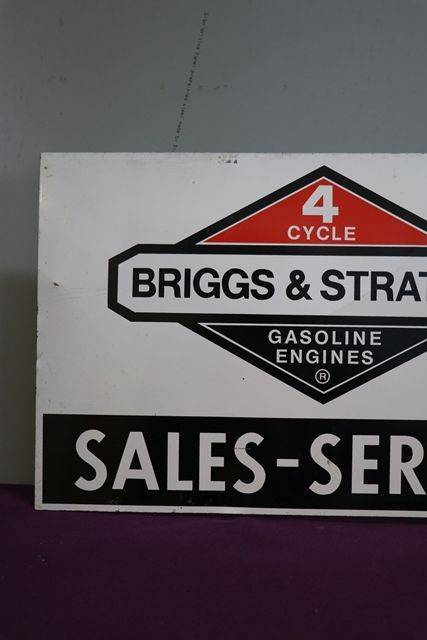 4
CYCLE
BRIGGS & STRAT
GASOLINE
ENGINES
®
SALES-SER